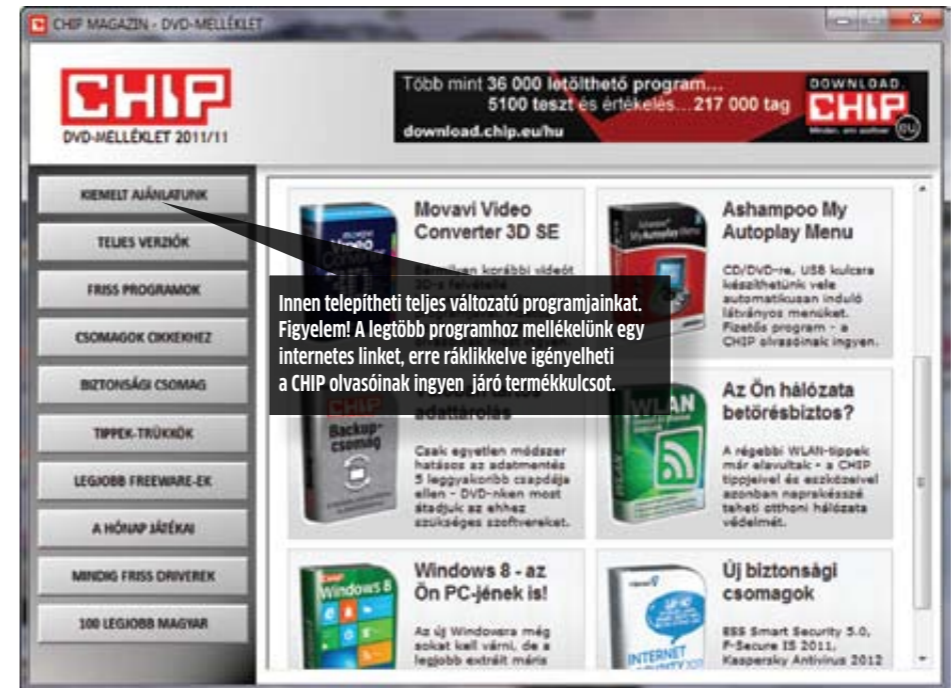 CHIP MAGAZIN - DVD-MELLÉKLET
CHIP
DVD-MELLÉKLET 2011/11
Több mint 36 000 letölthető program...
5100 teszt és értékelés...217 000 tag
download.chip.eu/hu
DOWNLOAD.
CHIP
eu
KIEMELT AJÁNLATUNK
TELJES VERZIÓK
FRISS PROGRAMOK
CSOMAGOK CIKKEKHEZ
BIZTONSÁGI CSOMAG
TIPPEK-TRÜKKÖK
LEGJOBB FREEWARE-EK
A HÓNAP JÁTÉKAI
MINDIG FRISS DRIVEREK
100 LEGJOBB MAGYAR
Movavi Video
Converter 3D SE
Innen telepítheti teljes változatú programjainkat.
Figyelem! A legtöbb programhoz mellékelünk egy
internetes linket, erre ráklikkelve igényelheti
a CHIP olvasóinak ingyen járó termékkulcsot.
Ashampoo My
Autoplay Menu
CD/DVD-re, USB kulcsra
készíthetünk vele
automatikusan induló
látványos menüket.
Fizetős program - a
CHIP olvasóinak ingyen.
CHIP
Backup-
csomag
adattárolás
Csak egyetlen módszer
hatásos az adatmentés
5 leggyakoribb csapdája
ellen - DVD-nken most
átadjuk az ehhez
szükséges szoftvereket.
WLAN
Az Ön hálózata
betörésbiztos?
A régebbi WLAN-tippek
már elavultak - a CHIP
tippjeivel és eszközeivel
azonban naprakésszé
teheti otthoni hálózata
védelmét.
Windows 8
Windows 8 - az
Ön PC-jének is!
Az új Windowsra még
sokat kell várni, de a
legjobb extráit máris
INTERNET
Új biztonsági
csomagok
ESS Smart Security 5.0,
F-Secure IS 2011,
Kaspersky Antivirus 2012